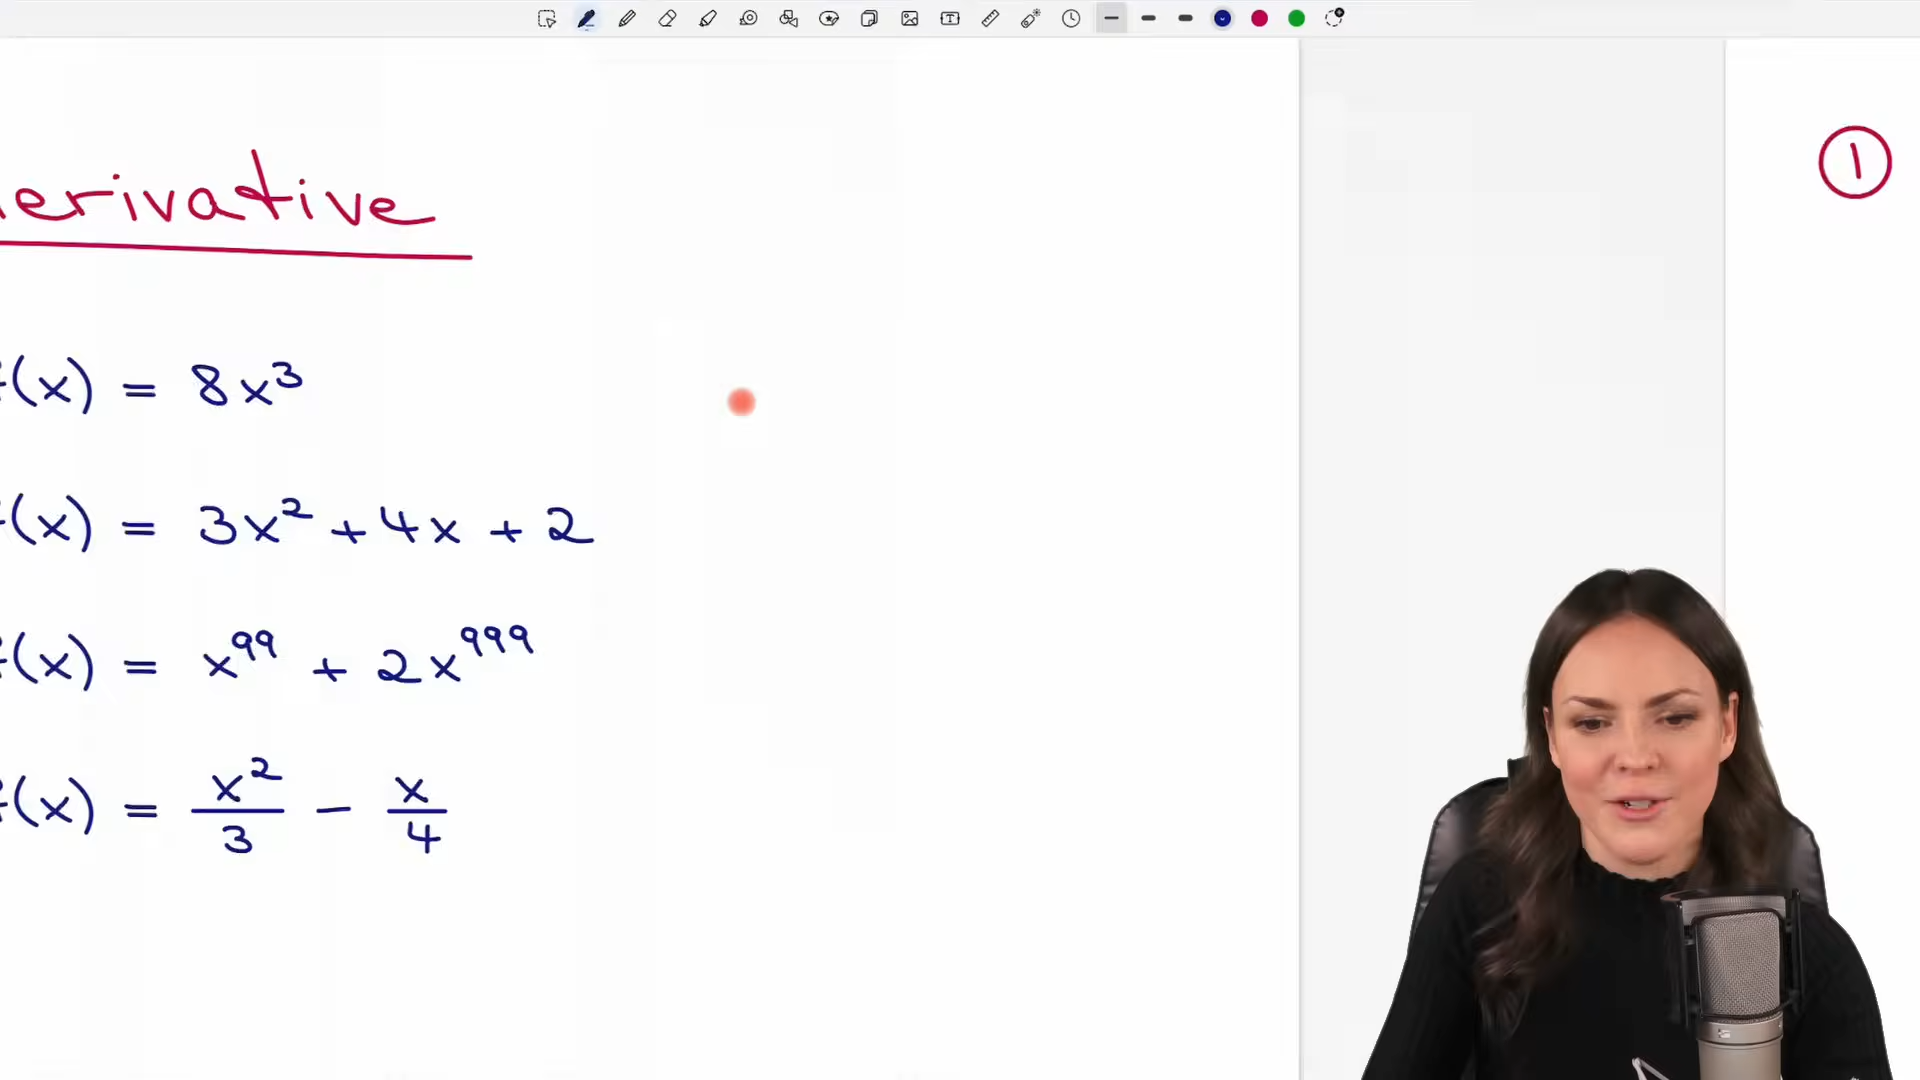 erivative
①
f(x) = 8x³
f(x) = 3x² + 4x + 2
f(x) = x⁹⁹ + 2x⁹⁹⁹
f(x) = x²/3 − x/4